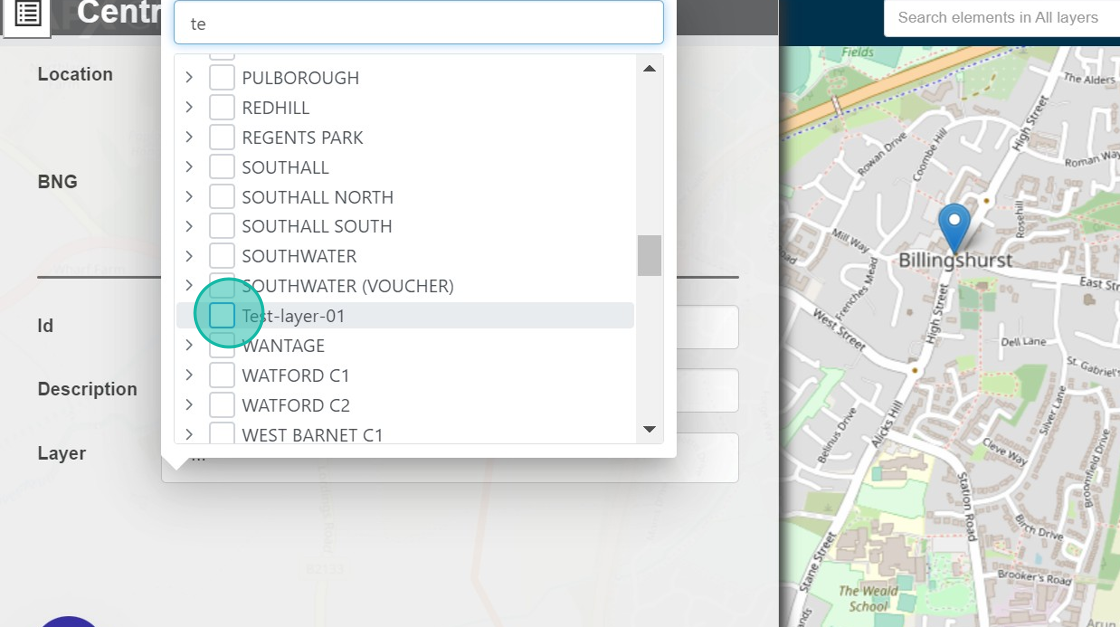 Centr
te
Search elements in All layers
Location
PULBOROUGH
REDHILL
REGENTS PARK
BNG
SOUTHALL
SOUTHALL NORTH
SOUTHALL SOUTH
SOUTHWATER
SOUTHWATER (VOUCHER)
Id
Test-layer-01
WANTAGE
WATFORD C1
Description
WATFORD C2
WEST BARNET C1
Layer
Fields
The Alders
High Street
Rowan Drive
Coombe Hill
Roman Way
Rosehill
Mill Way
Billingshurst
Frenches Mead
East Str
West Street
High Street
Dell Lane
St. Gabriel's
Silver Lane
Belinus Drive
Alicks Hill
Cleve Way
Broomfield Drive
Station Road
Birch Drive
Stane Street
Brooker's Road
The Weald
School
Arun